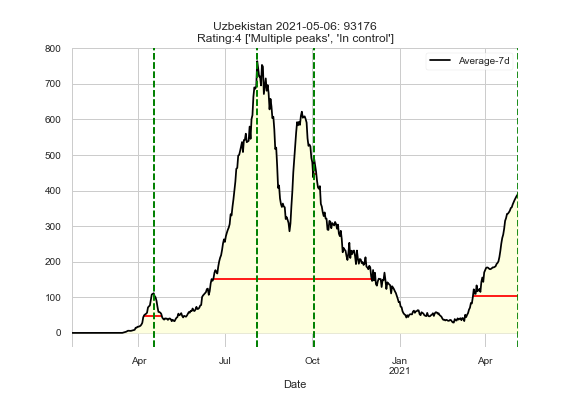 Uzbekistan 2021-05-06: 93176
Rating:4 ['Multiple peaks', 'In control']
Average-7d
800
700
600
500
400
300
200
100
0
Apr Jul Oct Jan Apr
2021
Date